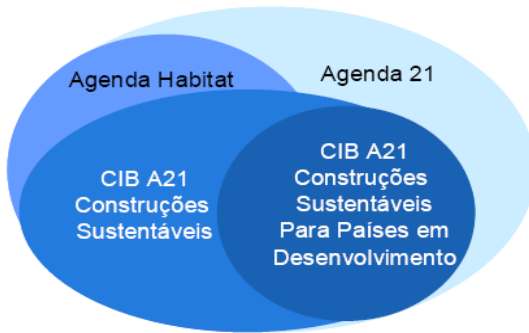 Agenda Habitat
Agenda 21
CIB A21
Construções
Sustentáveis
CIB A21
Construções
Sustentáveis
Para Países em
Desenvolvimento